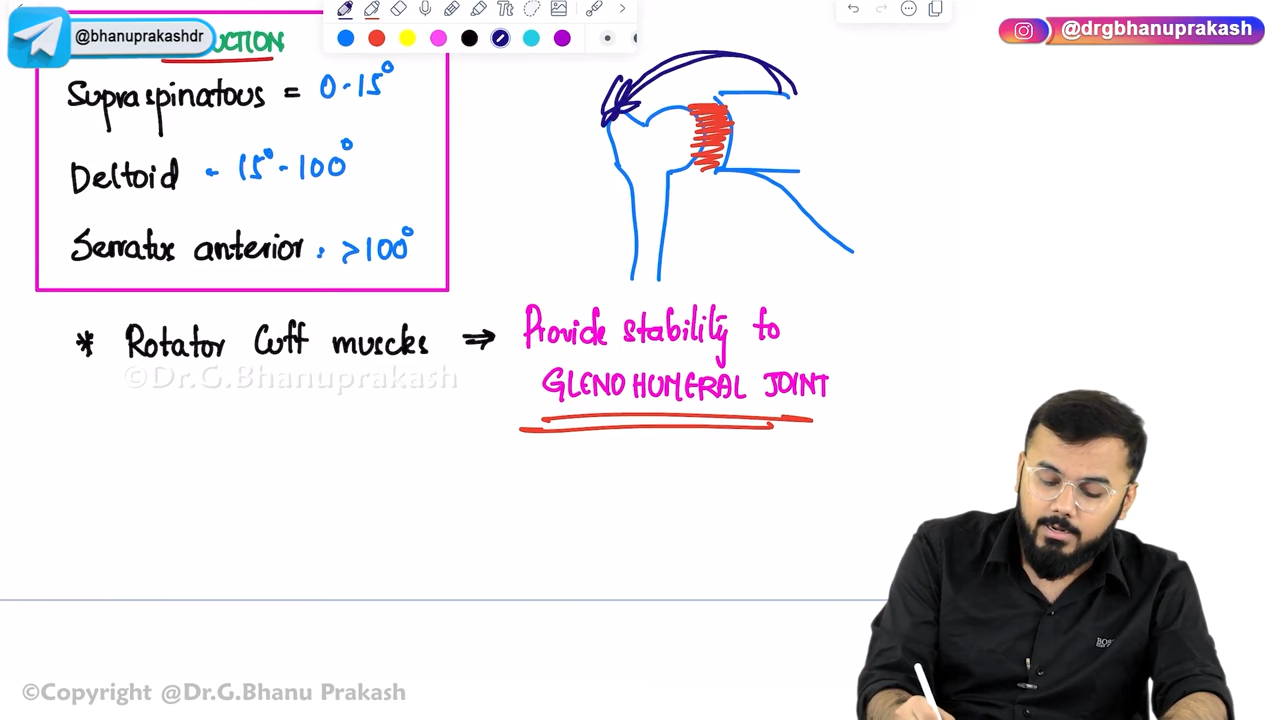 @bhanuprakashdr
UCTION
@drgbhanuprakash
Tt
Supraspinatous = 0-15°
Deltoid - 15°-100°
Serratus anterior . >100°
* Rotator Cuff muscles ⇒ Provide stability to
GLENOHUMERAL JOINT
©Dr.G.Bhanuprakash
©Copyright @Dr.G.Bhanu Prakash